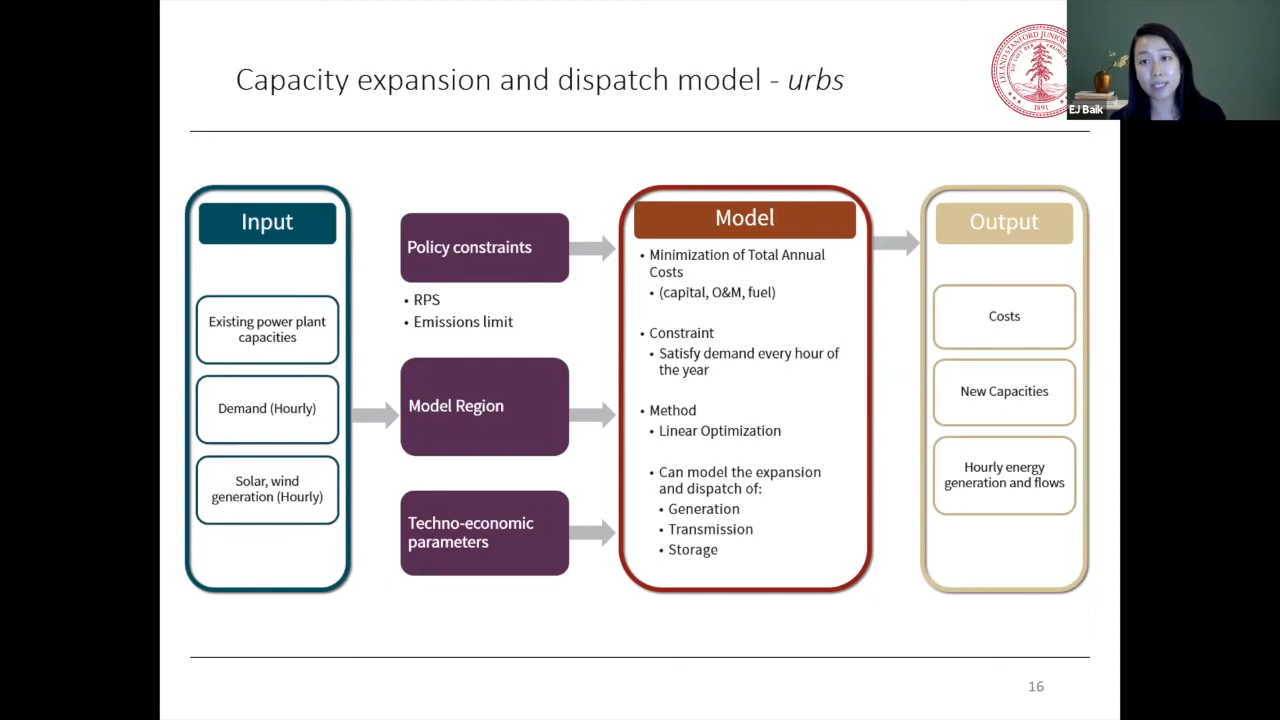 Capacity expansion and dispatch model - urbs
EJ Baik
Input
Existing power plant
capacities
Demand (Hourly)
Solar, wind
generation (Hourly)
Policy constraints
• RPS
• Emissions limit
Model Region
Techno-economic
parameters
Model
• Minimization of Total Annual
Costs
• (capital, O&M, fuel)
• Constraint
• Satisfy demand every hour of
the year
• Method
• Linear Optimization
• Can model the expansion
and dispatch of:
• Generation
• Transmission
• Storage
Output
Costs
New Capacities
Hourly energy
generation and flows
1891
16